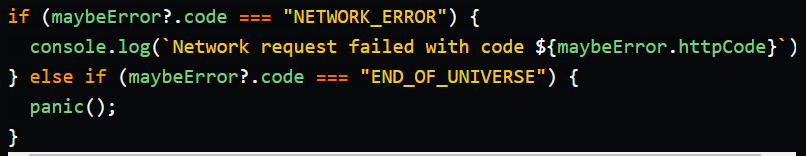 if (maybeError?.code === "NETWORK_ERROR") {
  console.log(`Network request failed with code ${maybeError.httpCode}`)
} else if (maybeError?.code === "END_OF_UNIVERSE") {
  panic();
}